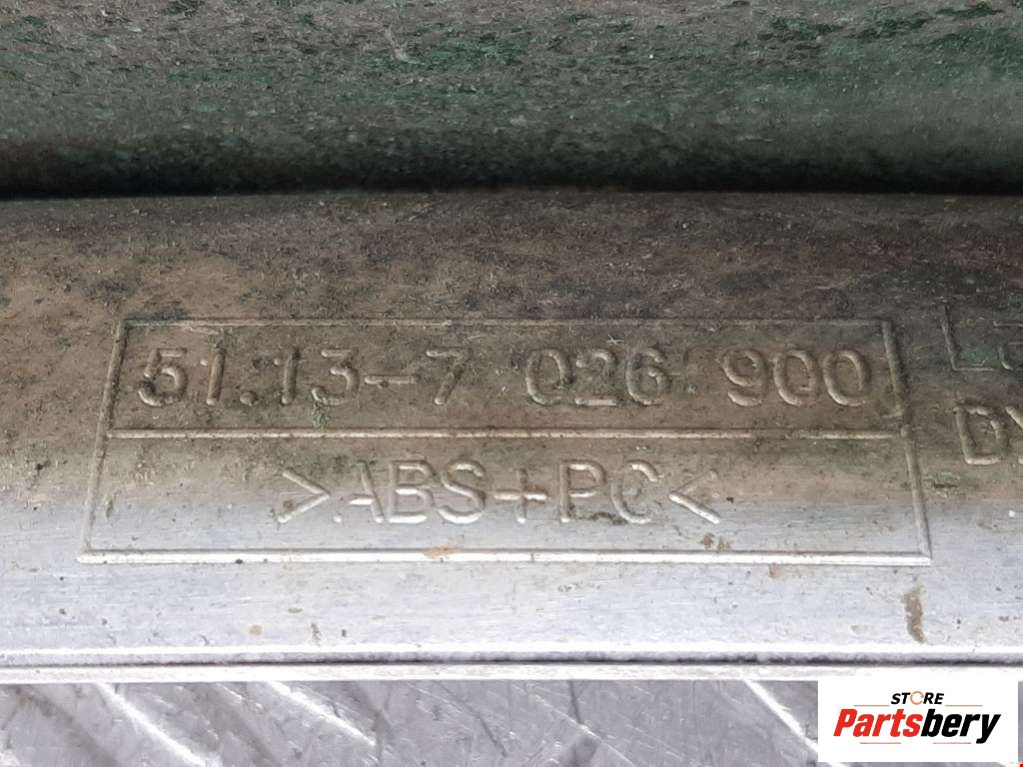 51.13-7 026 900
>ABS+PC<
STORE
Partsbery